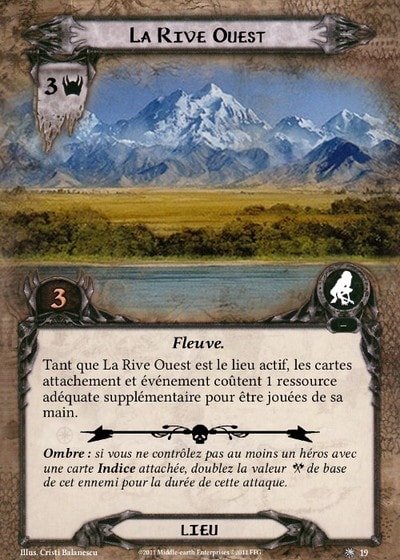 La Rive Ouest
3
3
–
Fleuve.
Tant que La Rive Ouest est le lieu actif, les cartes
attachement et événement coûtent 1 ressource
adéquate supplémentaire pour être jouées de sa
main.
Ombre : si vous ne contrôlez pas au moins un héros avec
une carte Indice attachée, doublez la valeur de base
de cet ennemi pour la durée de cette attaque.
LIEU
Illus. Cristi Balanescu
©2011 Middle-earth Enterprises ©2011 FFG
19